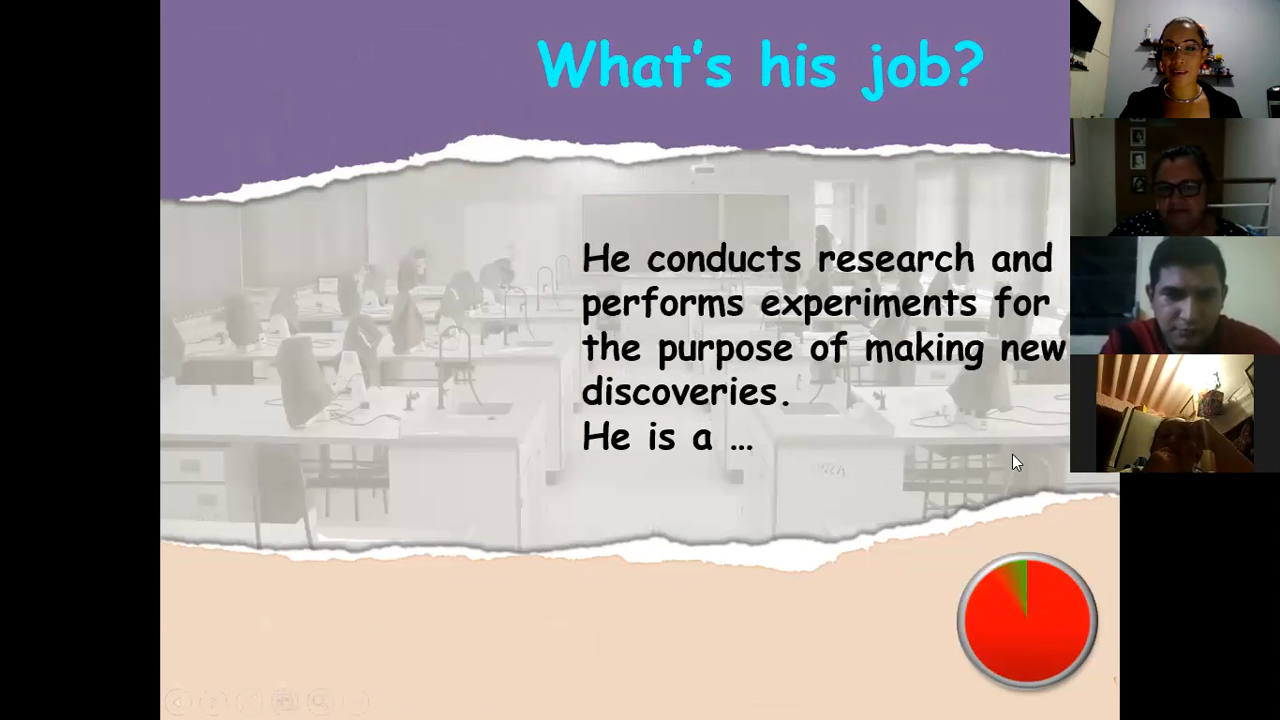 What's his job?
He conducts research and
performs experiments for
the purpose of making new
discoveries.
He is a ...